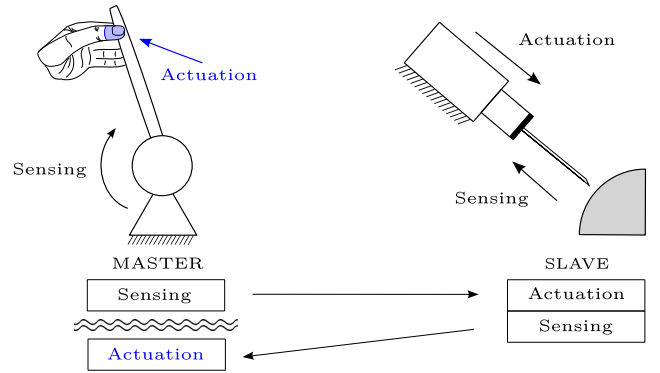 Actuation
Actuation
Sensing
Sensing
MASTER
SLAVE
Sensing
Actuation
Sensing
Actuation